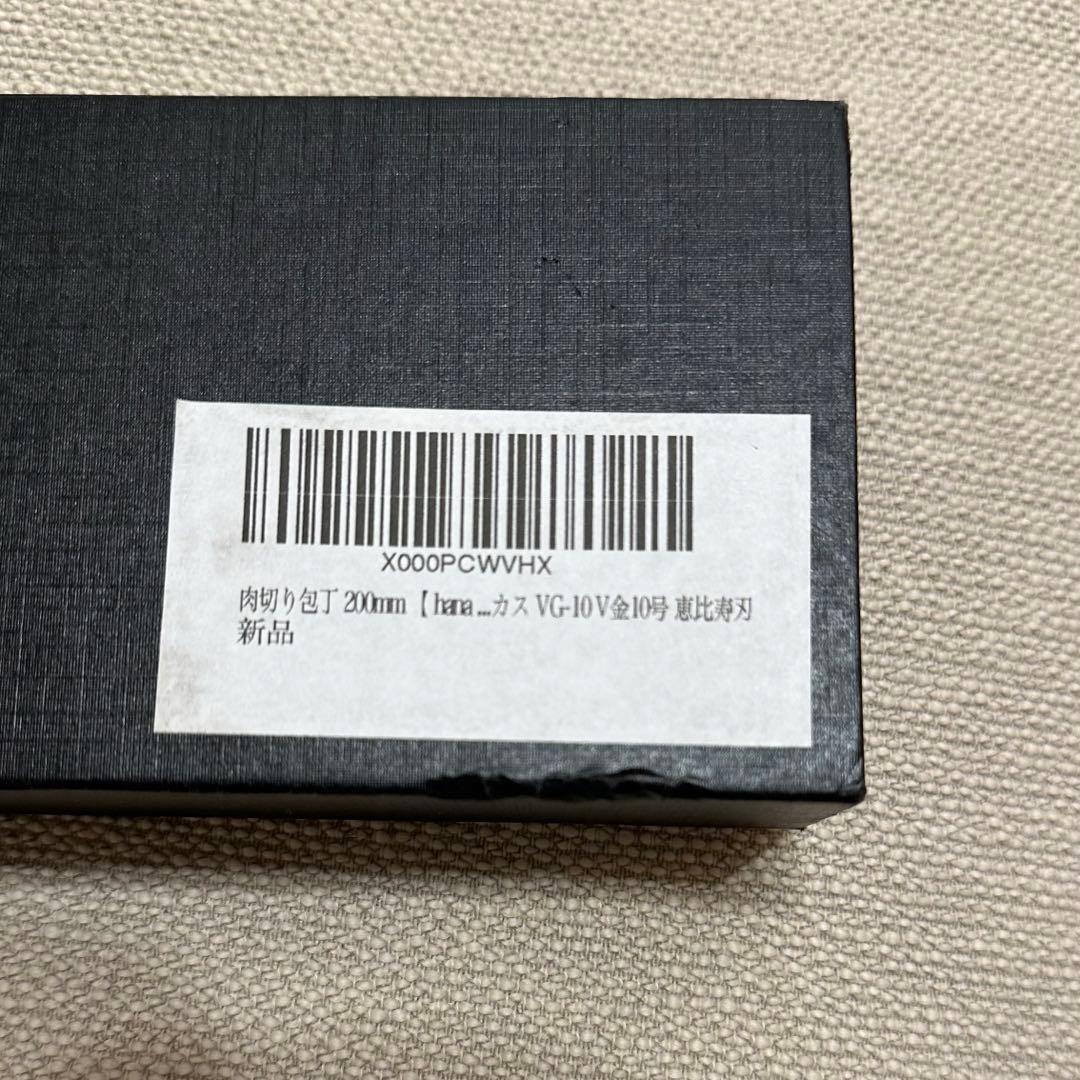 X000PCWVHX
肉切り包丁 200mm 【 hana ...カス VG-10 V金10号 恵比寿刃
新品